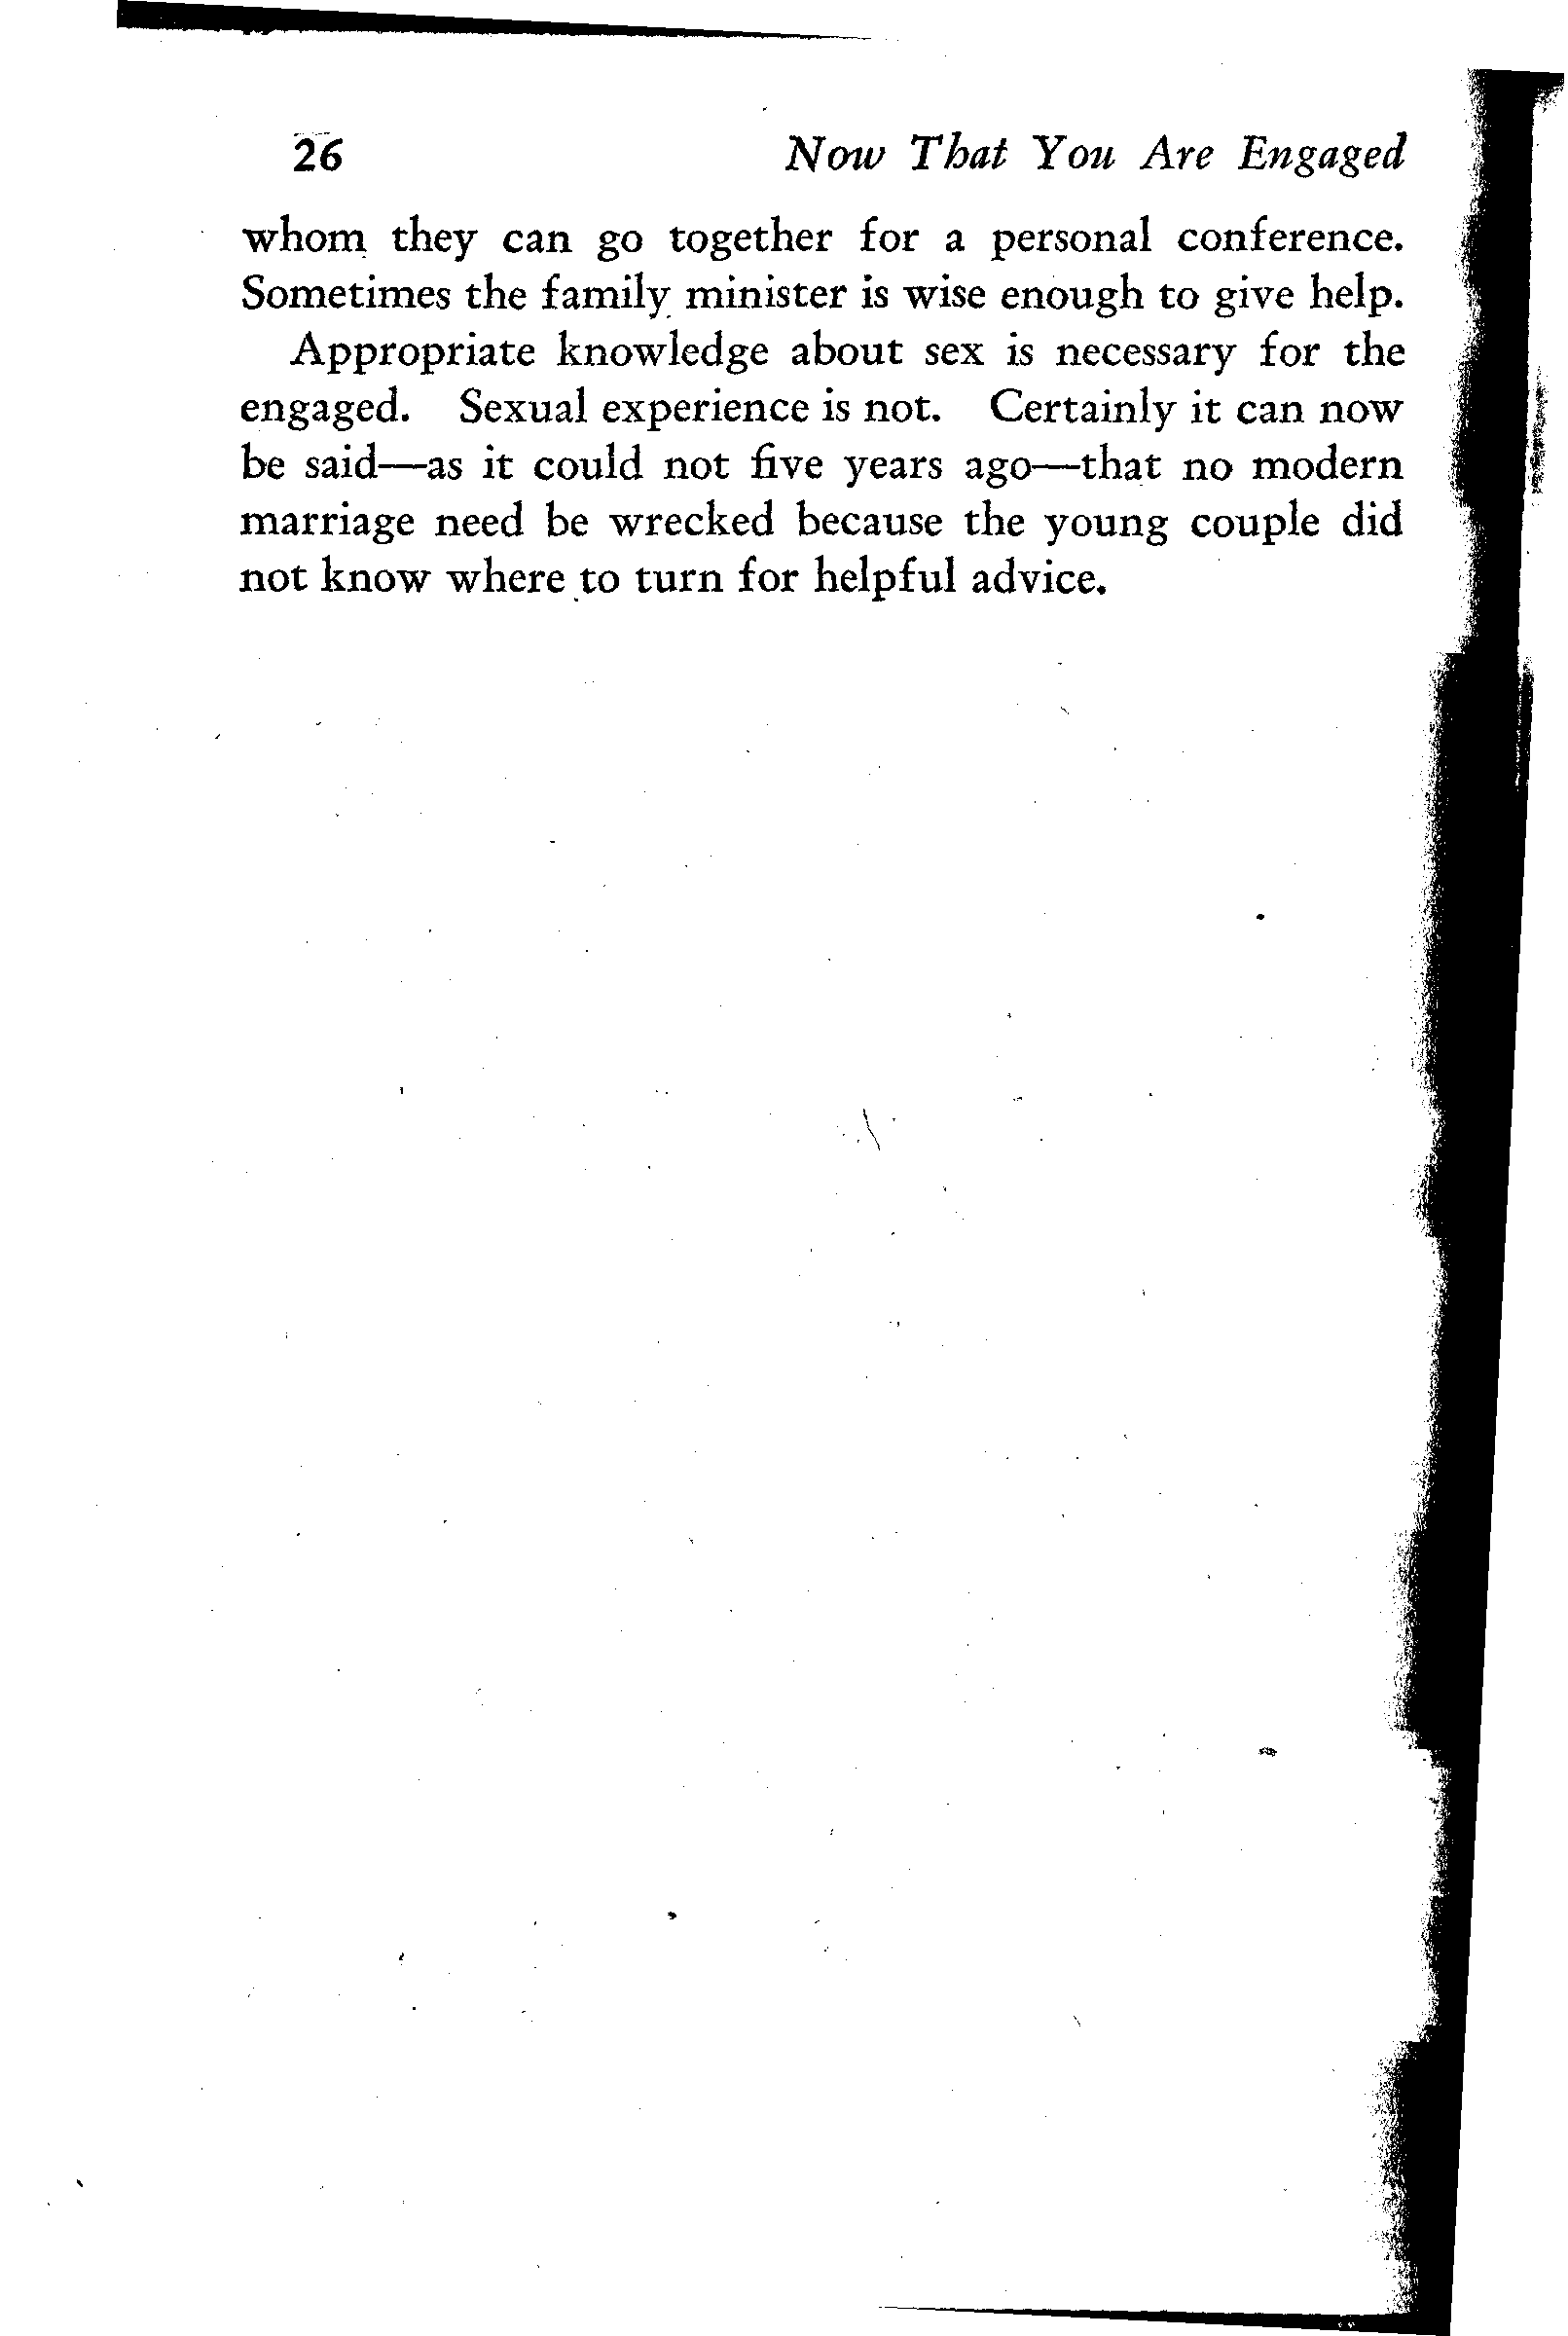 26 Now That You Are Engaged
whom they can go together for a personal conference.
Sometimes the family minister is wise enough to give help.
Appropriate knowledge about sex is necessary for the
engaged. Sexual experience is not. Certainly it can now
be said—as it could not five years ago—that no modern
marriage need be wrecked because the young couple did
not know where to turn for helpful advice.